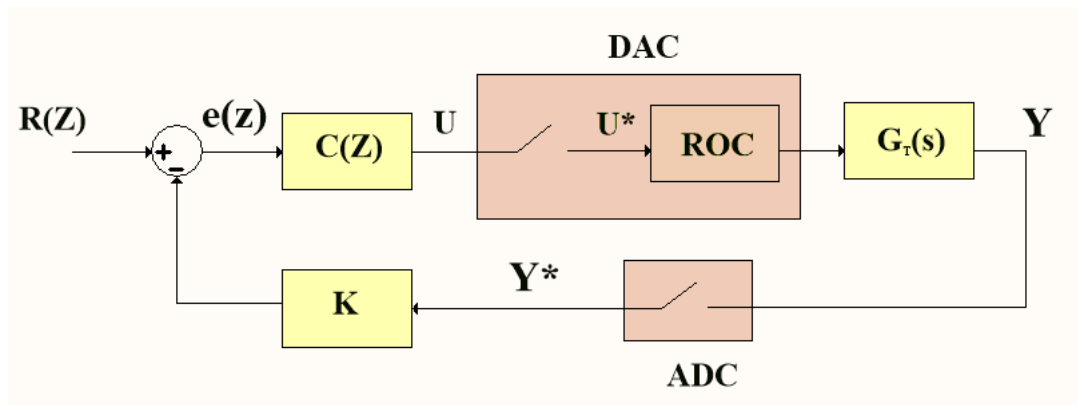 DAC
R(Z)
+
-
e(z)
C(Z)
U
U*
ROC
G_T(s)
Y
K
Y*
ADC